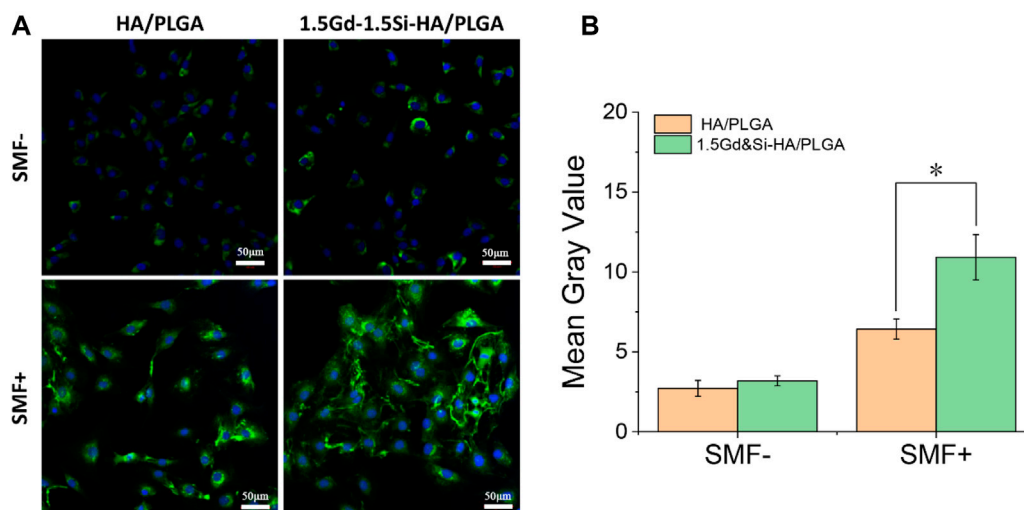 A
HA/PLGA
1.5Gd-1.5Si-HA/PLGA
SMF-
50μm
50μm
SMF+
50μm
50μm
B
Mean Gray Value
20
15
10
5
0
HA/PLGA
1.5Gd&Si-HA/PLGA
*
SMF-
SMF+